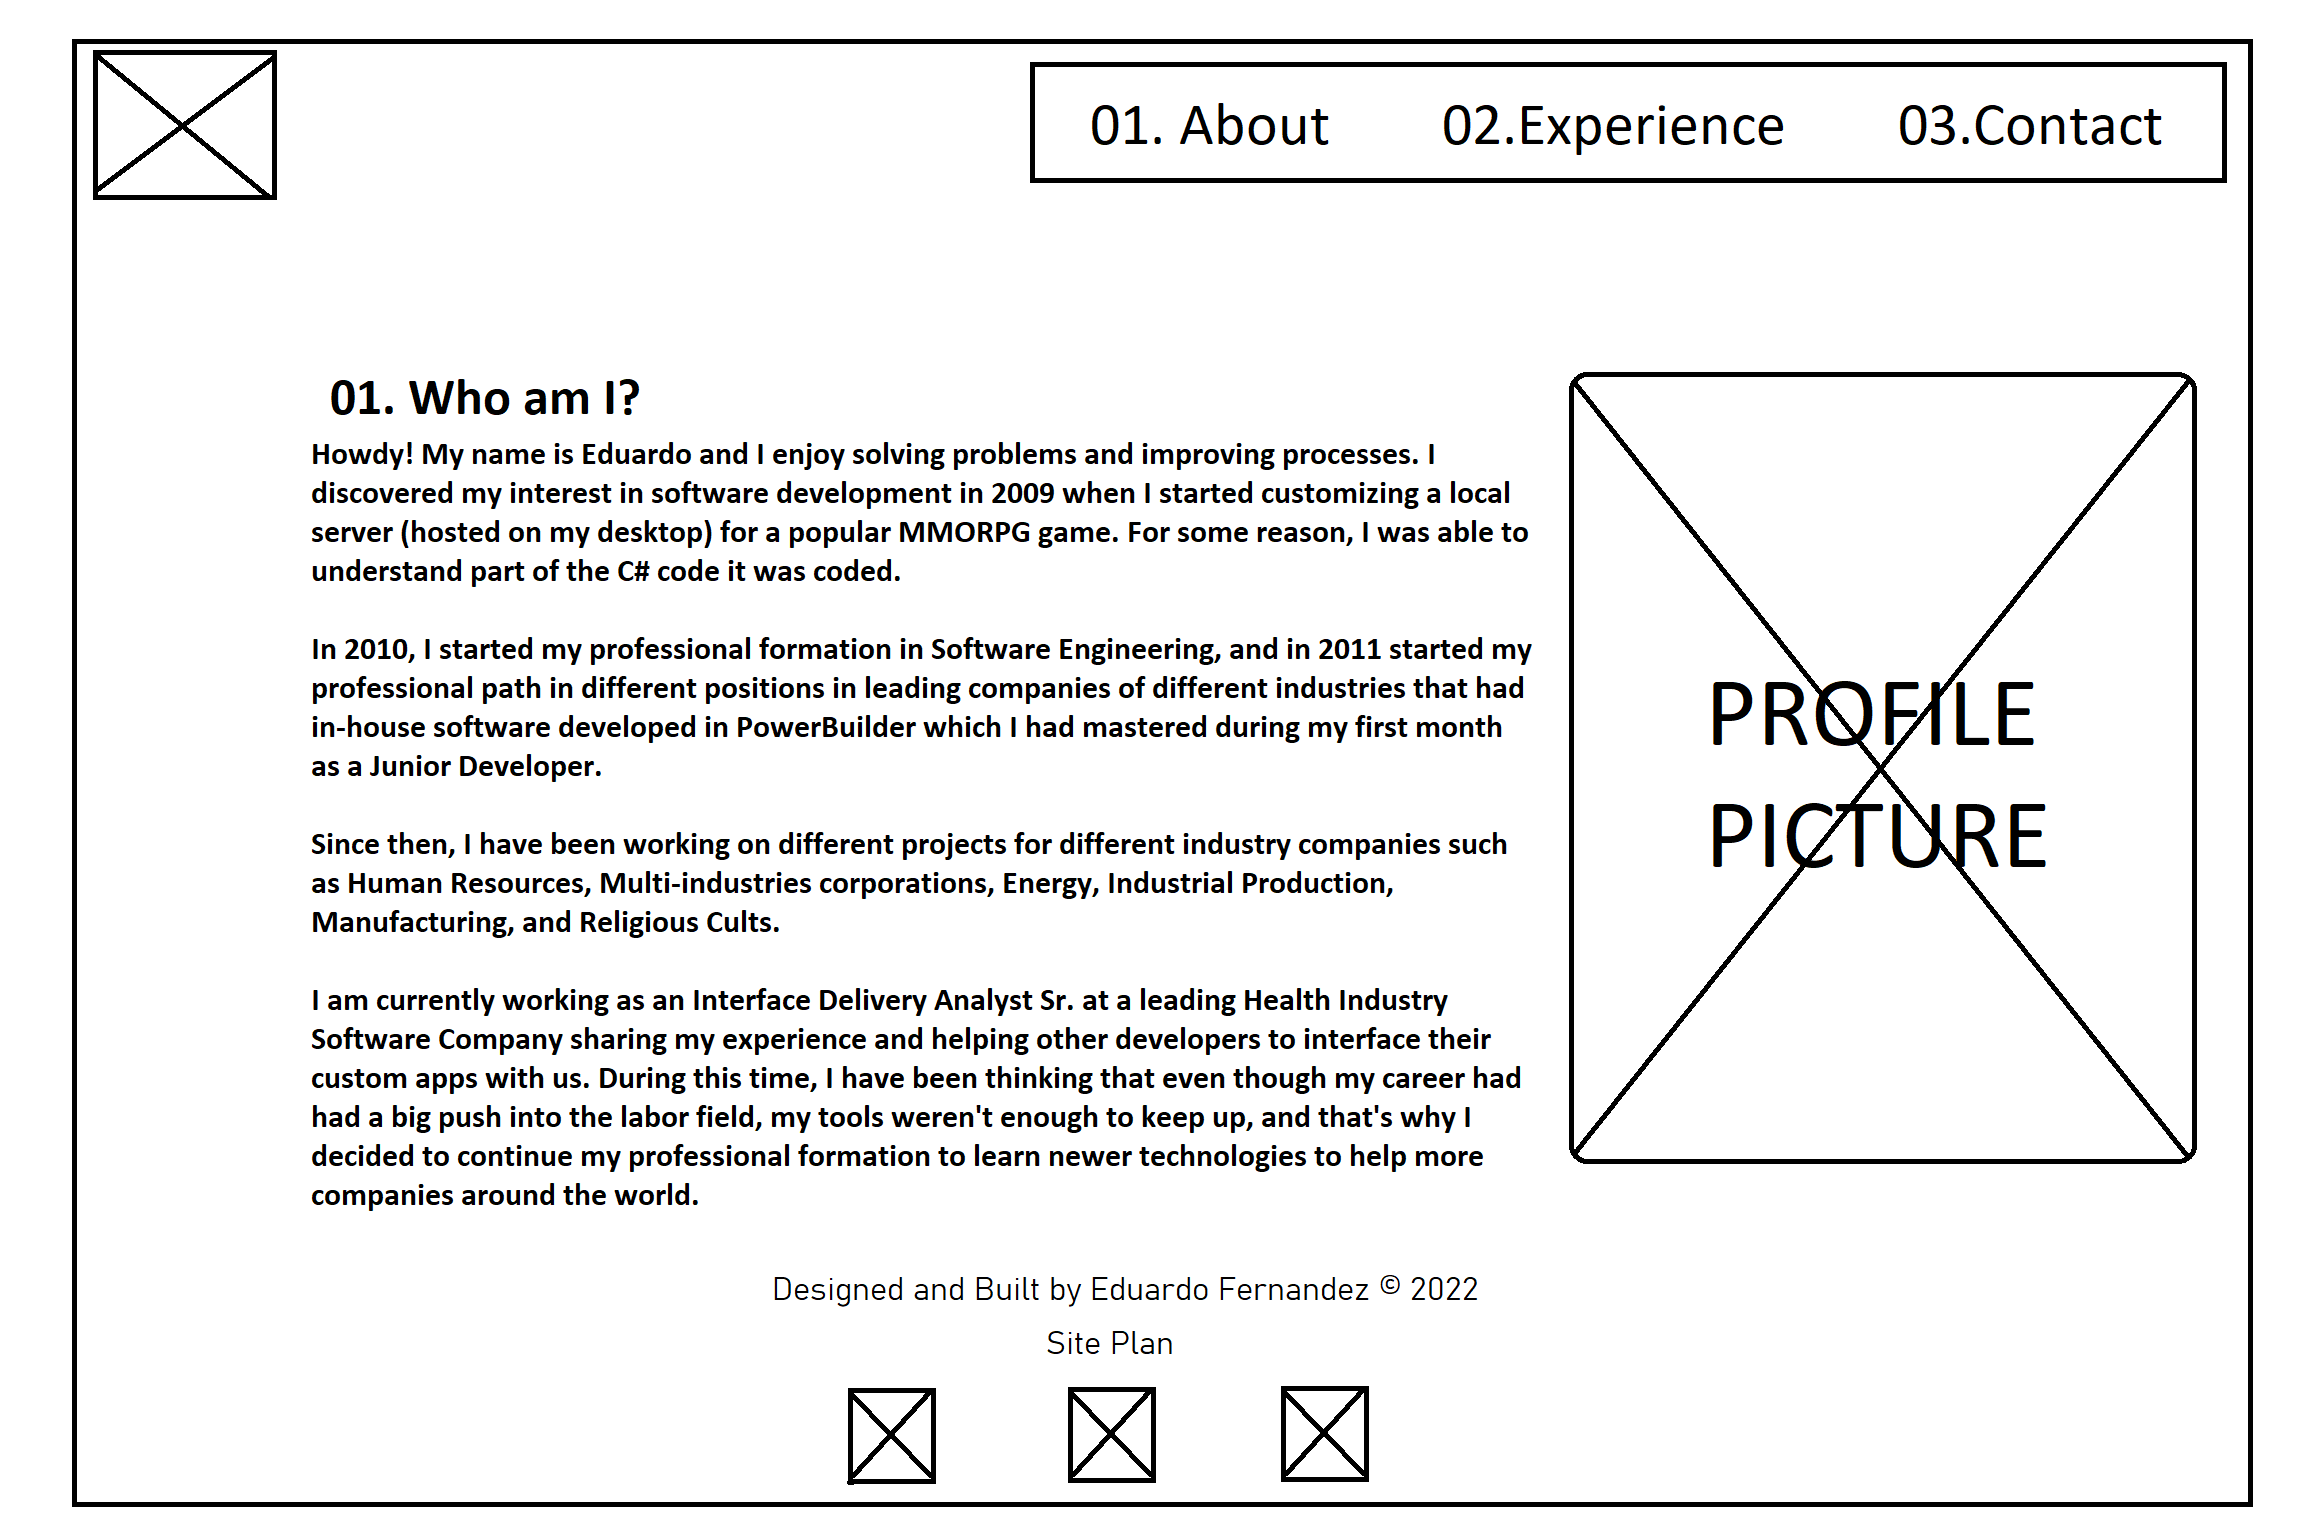 01. About 02.Experience 03.Contact
01. Who am I?
Howdy! My name is Eduardo and I enjoy solving problems and improving processes. I
discovered my interest in software development in 2009 when I started customizing a local
server (hosted on my desktop) for a popular MMORPG game. For some reason, I was able to
understand part of the C# code it was coded.
In 2010, I started my professional formation in Software Engineering, and in 2011 started my
professional path in different positions in leading companies of different industries that had
in-house software developed in PowerBuilder which I had mastered during my first month
as a Junior Developer.
Since then, I have been working on different projects for different industry companies such
as Human Resources, Multi-industries corporations, Energy, Industrial Production,
Manufacturing, and Religious Cults.
I am currently working as an Interface Delivery Analyst Sr. at a leading Health Industry
Software Company sharing my experience and helping other developers to interface their
custom apps with us. During this time, I have been thinking that even though my career had
had a big push into the labor field, my tools weren't enough to keep up, and that's why I
decided to continue my professional formation to learn newer technologies to help more
companies around the world.
PROFILE
PICTURE
Designed and Built by Eduardo Fernandez © 2022
Site Plan